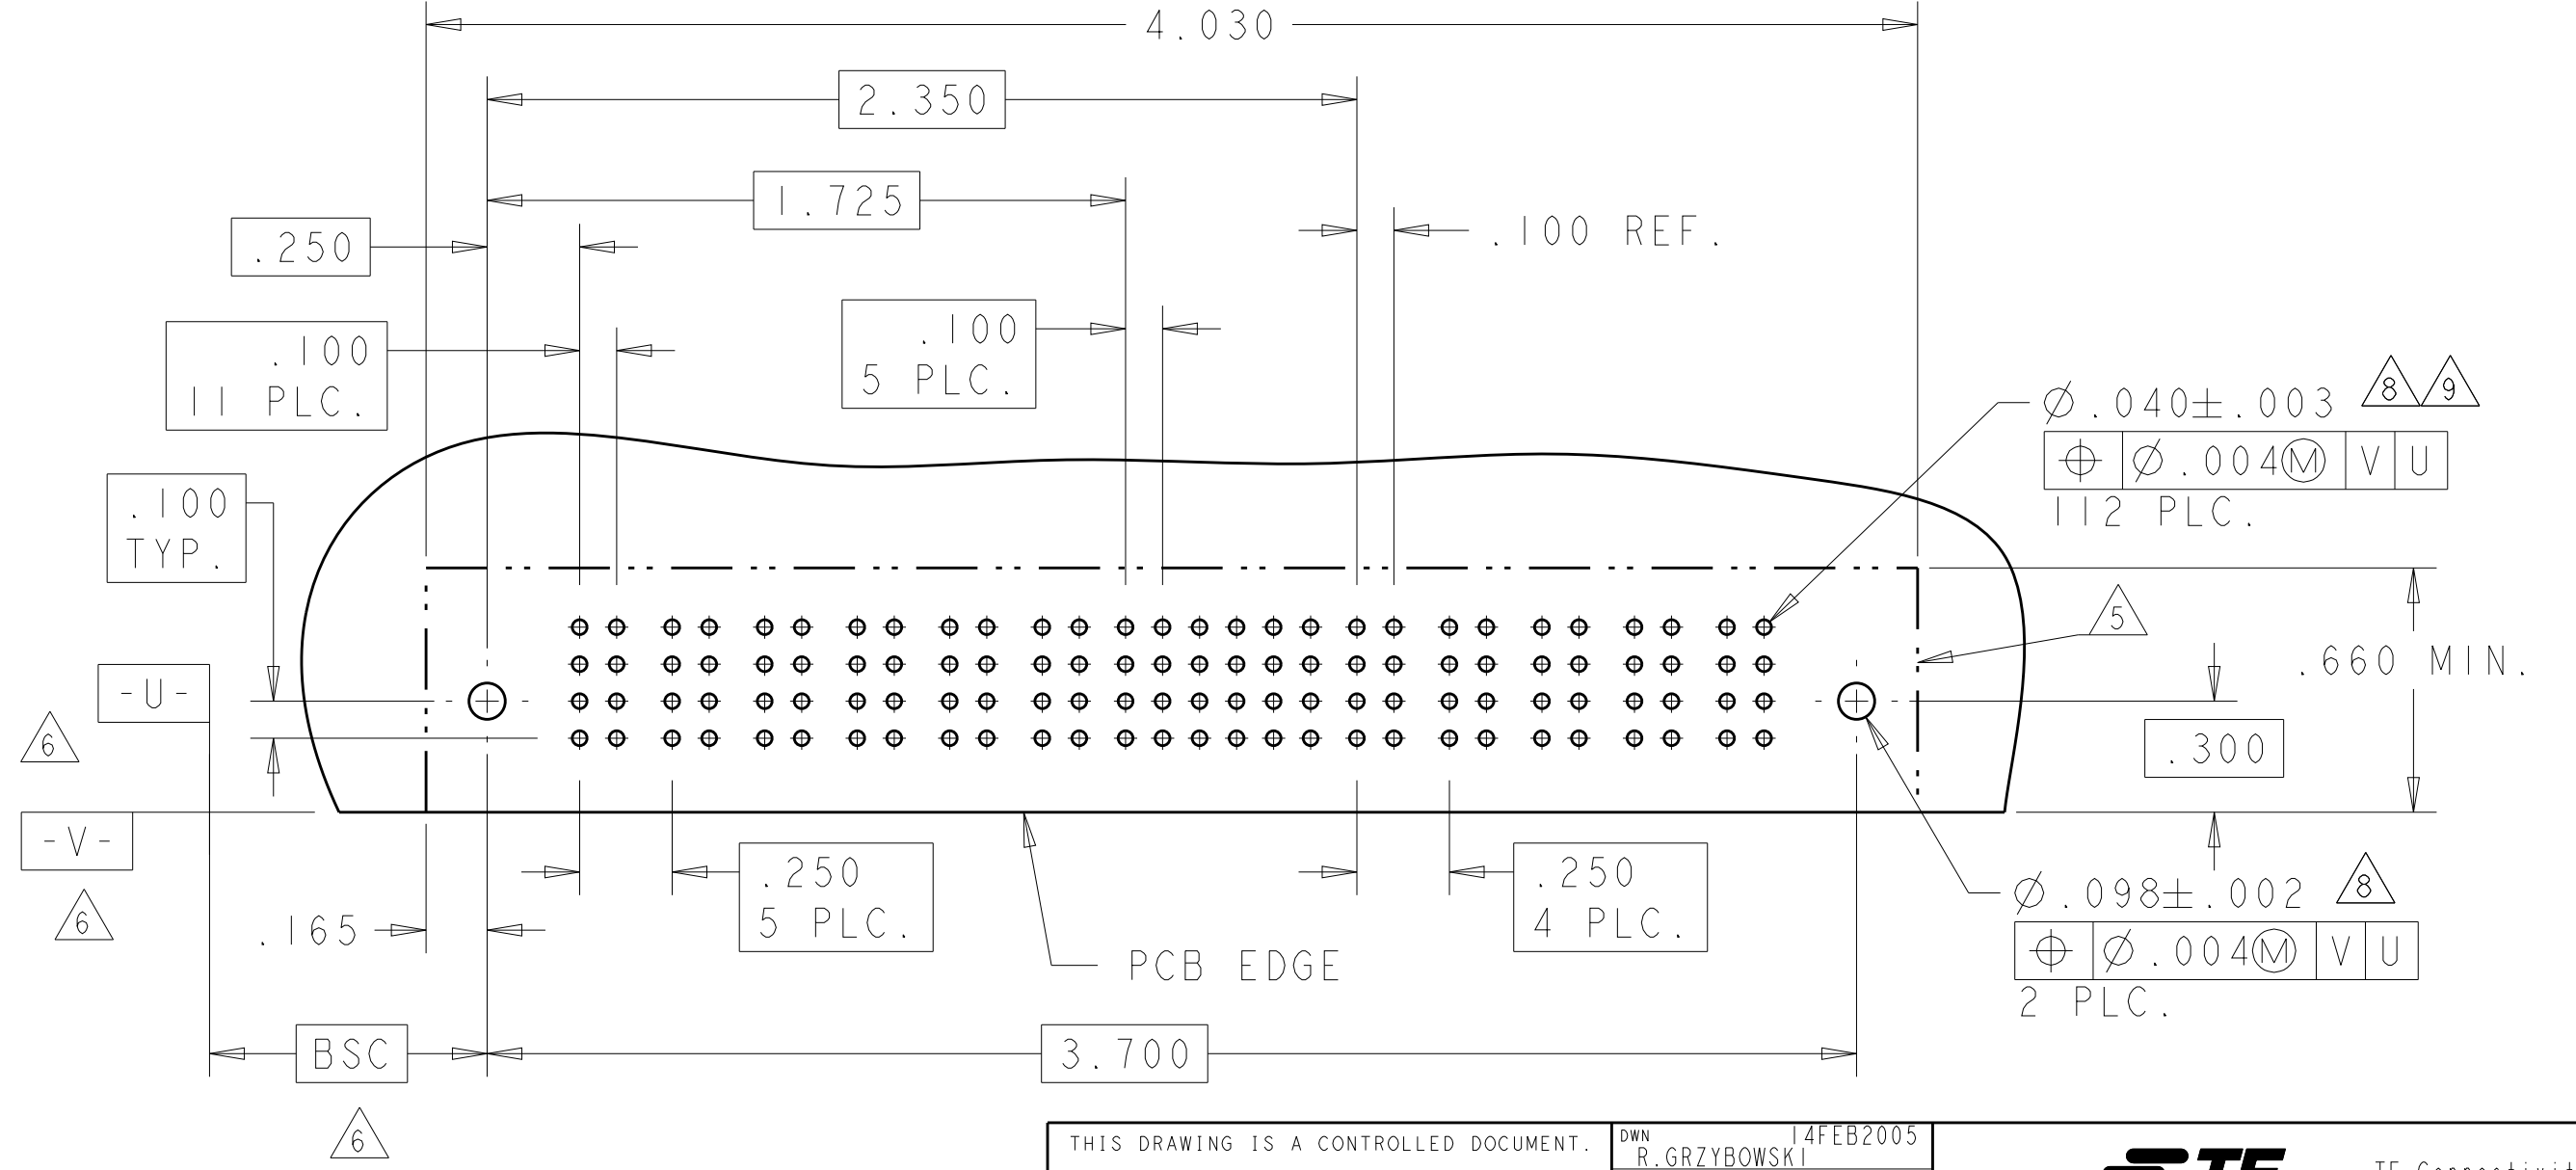 4.030
2.350
1.725
.250
.100 REF.
.100
5 PLC.
.100
11 PLC.
Ø.040±.003 8 9
⌖ Ø.004Ⓜ V U
112 PLC.
.100
TYP.
5
.660 MIN.
-U-
6
.300
-V-
6
.250
5 PLC.
.250
4 PLC.
.165
Ø.098±.002 8
⌖ Ø.004Ⓜ V U
2 PLC.
PCB EDGE
BSC
3.700
6
THIS DRAWING IS A CONTROLLED DOCUMENT.
DWN 14FEB2005
R.GRZYBOWSKI
TE